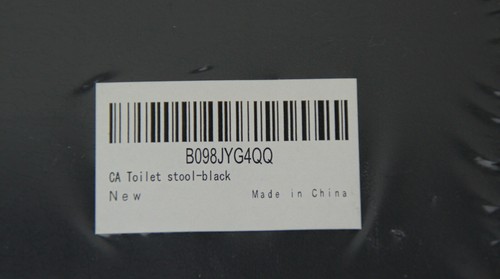 B098JYG4QQ
CA Toilet stool-black
New
Made in China